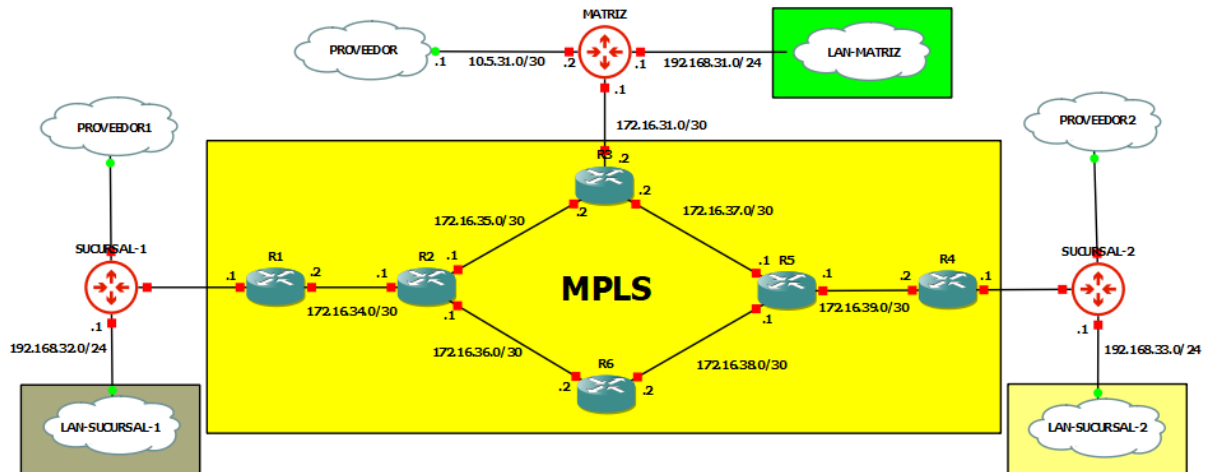 MATRIZ
PROVEEDOR
.1
10.5.31.0/30
.2
.1
192.168.31.0/24
LAN-MATRIZ
.1
172.16.31.0/30
PROVEEDOR1
PROVEEDOR2
R3
.2
.2
.2
172.16.35.0/30
172.16.37.0/30
SUCURSAL-1
SUCURSAL-2
.1
R1
.2
.1
R2
.1
MPLS
.1
R5
.1
.2
R4
.1
172.16.34.0/30
.1
.1
172.16.39.0/30
.1
192.168.32.0/24
172.16.36.0/30
172.16.38.0/30
.1
192.168.33.0/24
R6
.2
.2
LAN-SUCURSAL-1
LAN-SUCURSAL-2